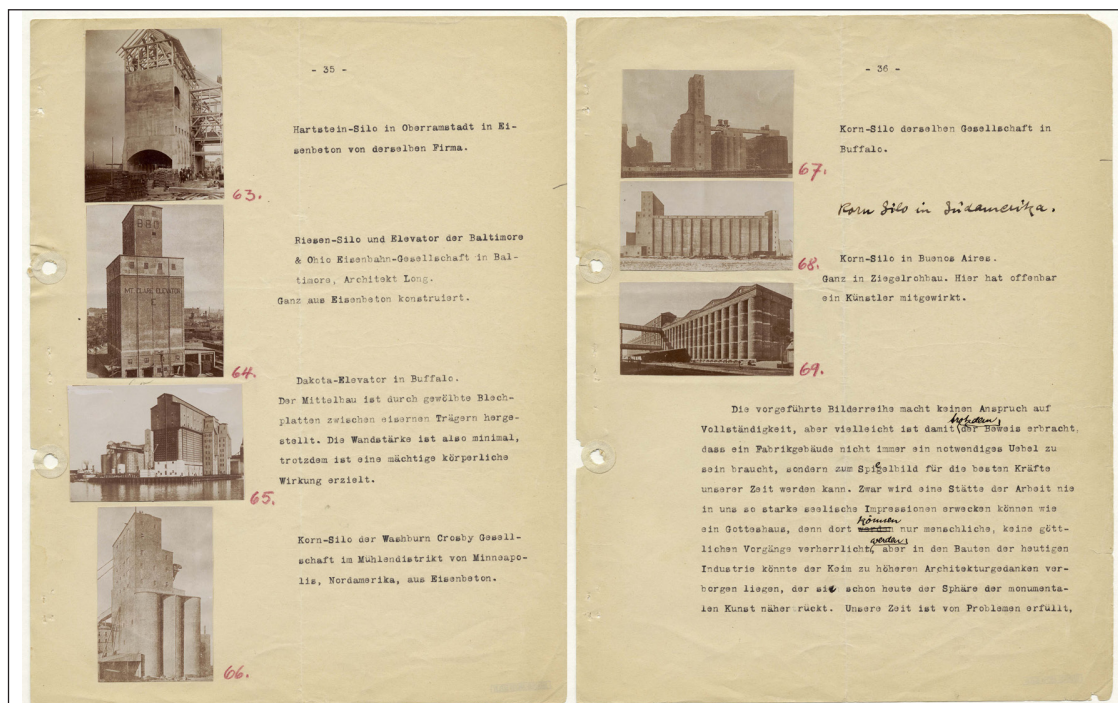 - 35 -
Hartstein-Silo in Oberramstadt in Ei-
senbeton von derselben Firma.
63.
Riesen-Silo und Elevator der Baltimore
& Ohio Eisenbahn-Gesellschaft in Bal-
timore, Architekt Long.
Ganz aus Eisenbeton konstruiert.
B&O
MT. CLARE ELEVATOR
64.
Dakota-Elevator in Buffalo.
Der Mittelbau ist durch gewölbte Blech-
platten zwischen eisernen Trägern herge-
stellt. Die Wandstärke ist also minimal,
trotzdem ist eine mächtige körperliche
Wirkung erzielt.
65.
Korn-Silo der Washburn Crosby Gesell-
schaft im Mühlendistrikt von Minneapo-
lis, Nordamerika, aus Eisenbeton.
66.
- 36 -
Korn-Silo derselben Gesellschaft in
Buffalo.
67.
Korn Silo in Südamerika.
68.
Korn-Silo in Buenos Aires.
Ganz in Ziegelrohbau. Hier hat offenbar
ein Künstler mitgewirkt.
69.
Die vorgeführte Bilderreihe macht keinen Anspruch auf
Vollständigkeit, aber vielleicht ist damit trotzdem der Beweis erbracht,
dass ein Fabrikgebäude nicht immer ein notwendiges Uebel zu
sein braucht, sondern zum Spiegelbild für die besten Kräfte
unserer Zeit werden kann. Zwar wird eine Stätte der Arbeit nie
in uns so starke seelische Impressionen erwecken können wie
ein Gotteshaus, denn dort können nur menschliche, keine gött-
lichen Vorgänge verherrlicht werden, aber in den Bauten der heutigen
Industrie könnte der Keim zu höheren Architekturgedanken ver-
borgen liegen, der sie schon heute der Sphäre der monumenta-
len Kunst näher rückt. Unsere Zeit ist von Problemen erfüllt,